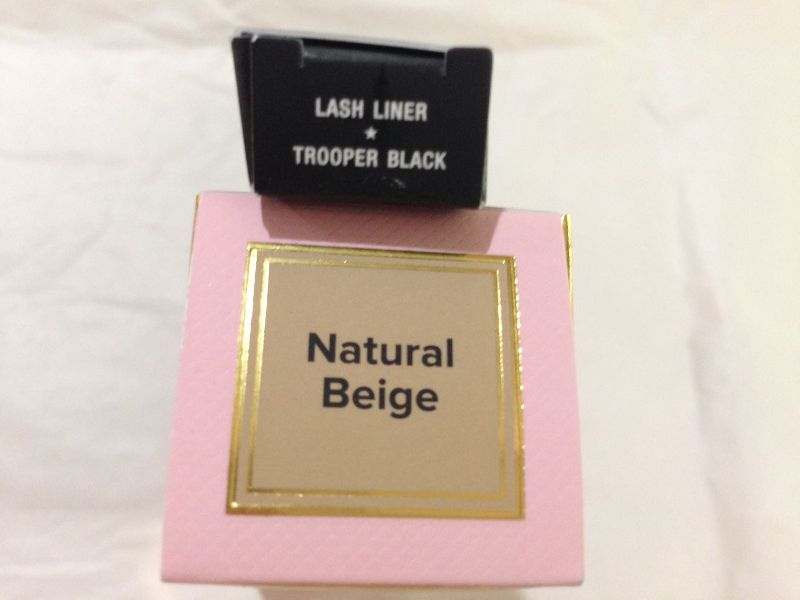 LASH LINER
★
TROOPER BLACK
Natural
Beige